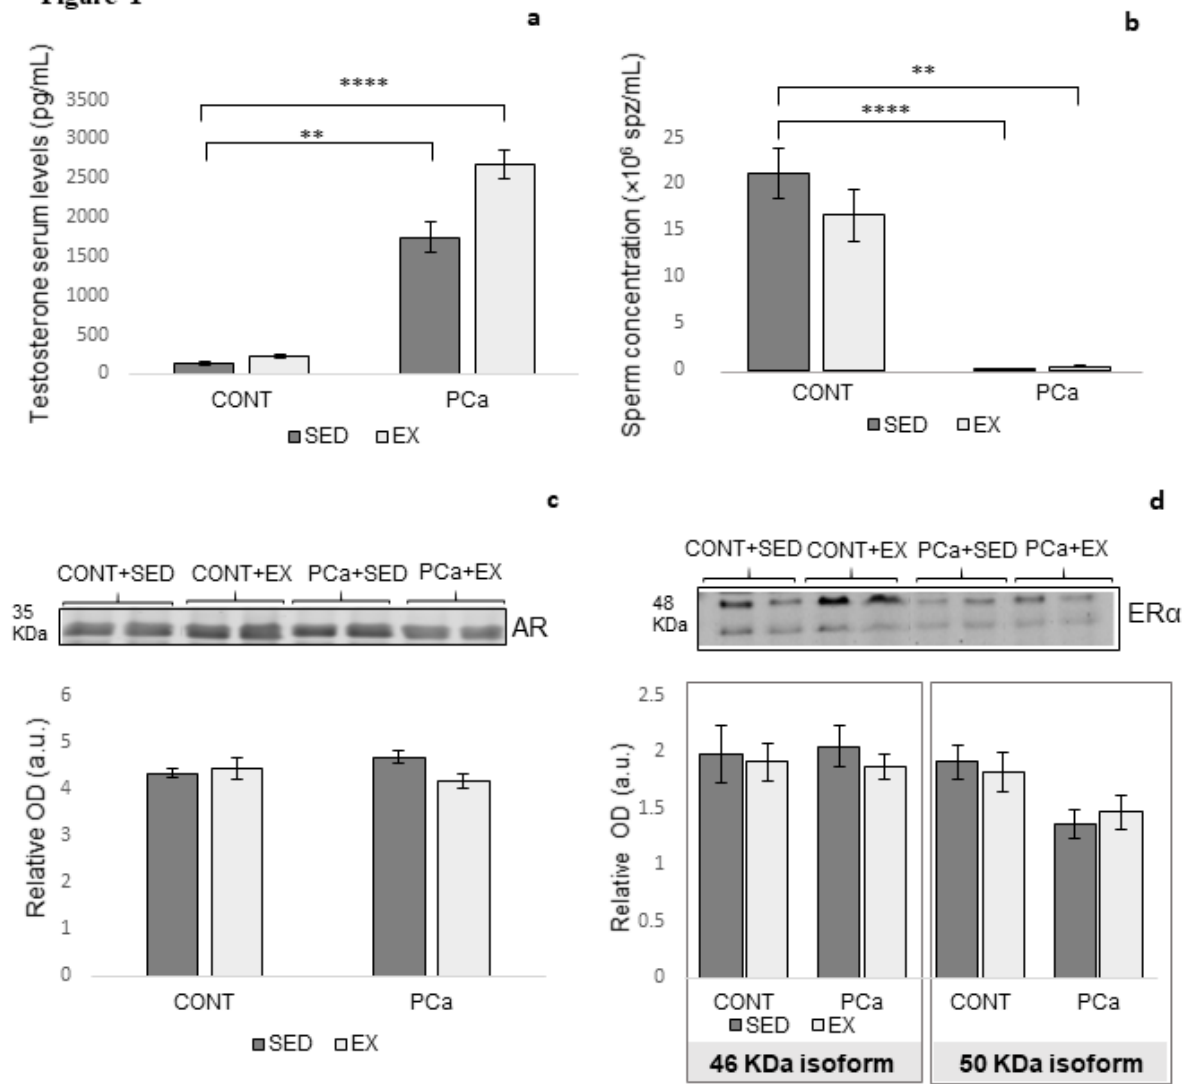 Figure 1
a
Testosterone serum levels (pg/mL)
3500
3000
2500
2000
1500
1000
500
0
****
**
CONT PCa
SED EX
b
Sperm concentration (×10⁶ spz/mL)
25
20
15
10
5
0
**
****
CONT PCa
SED EX
c
CONT+SED CONT+EX PCa+SED PCa+EX
35
KDa
AR
Relative OD (a.u.)
6
5
4
3
2
1
0
CONT PCa
SED EX
d
CONT+SED CONT+EX PCa+SED PCa+EX
48
KDa
ERα
Relative OD (a.u.)
2.5
2
1.5
1
0.5
0
CONT PCa CONT PCa
SED EX
46 KDa isoform 50 KDa isoform